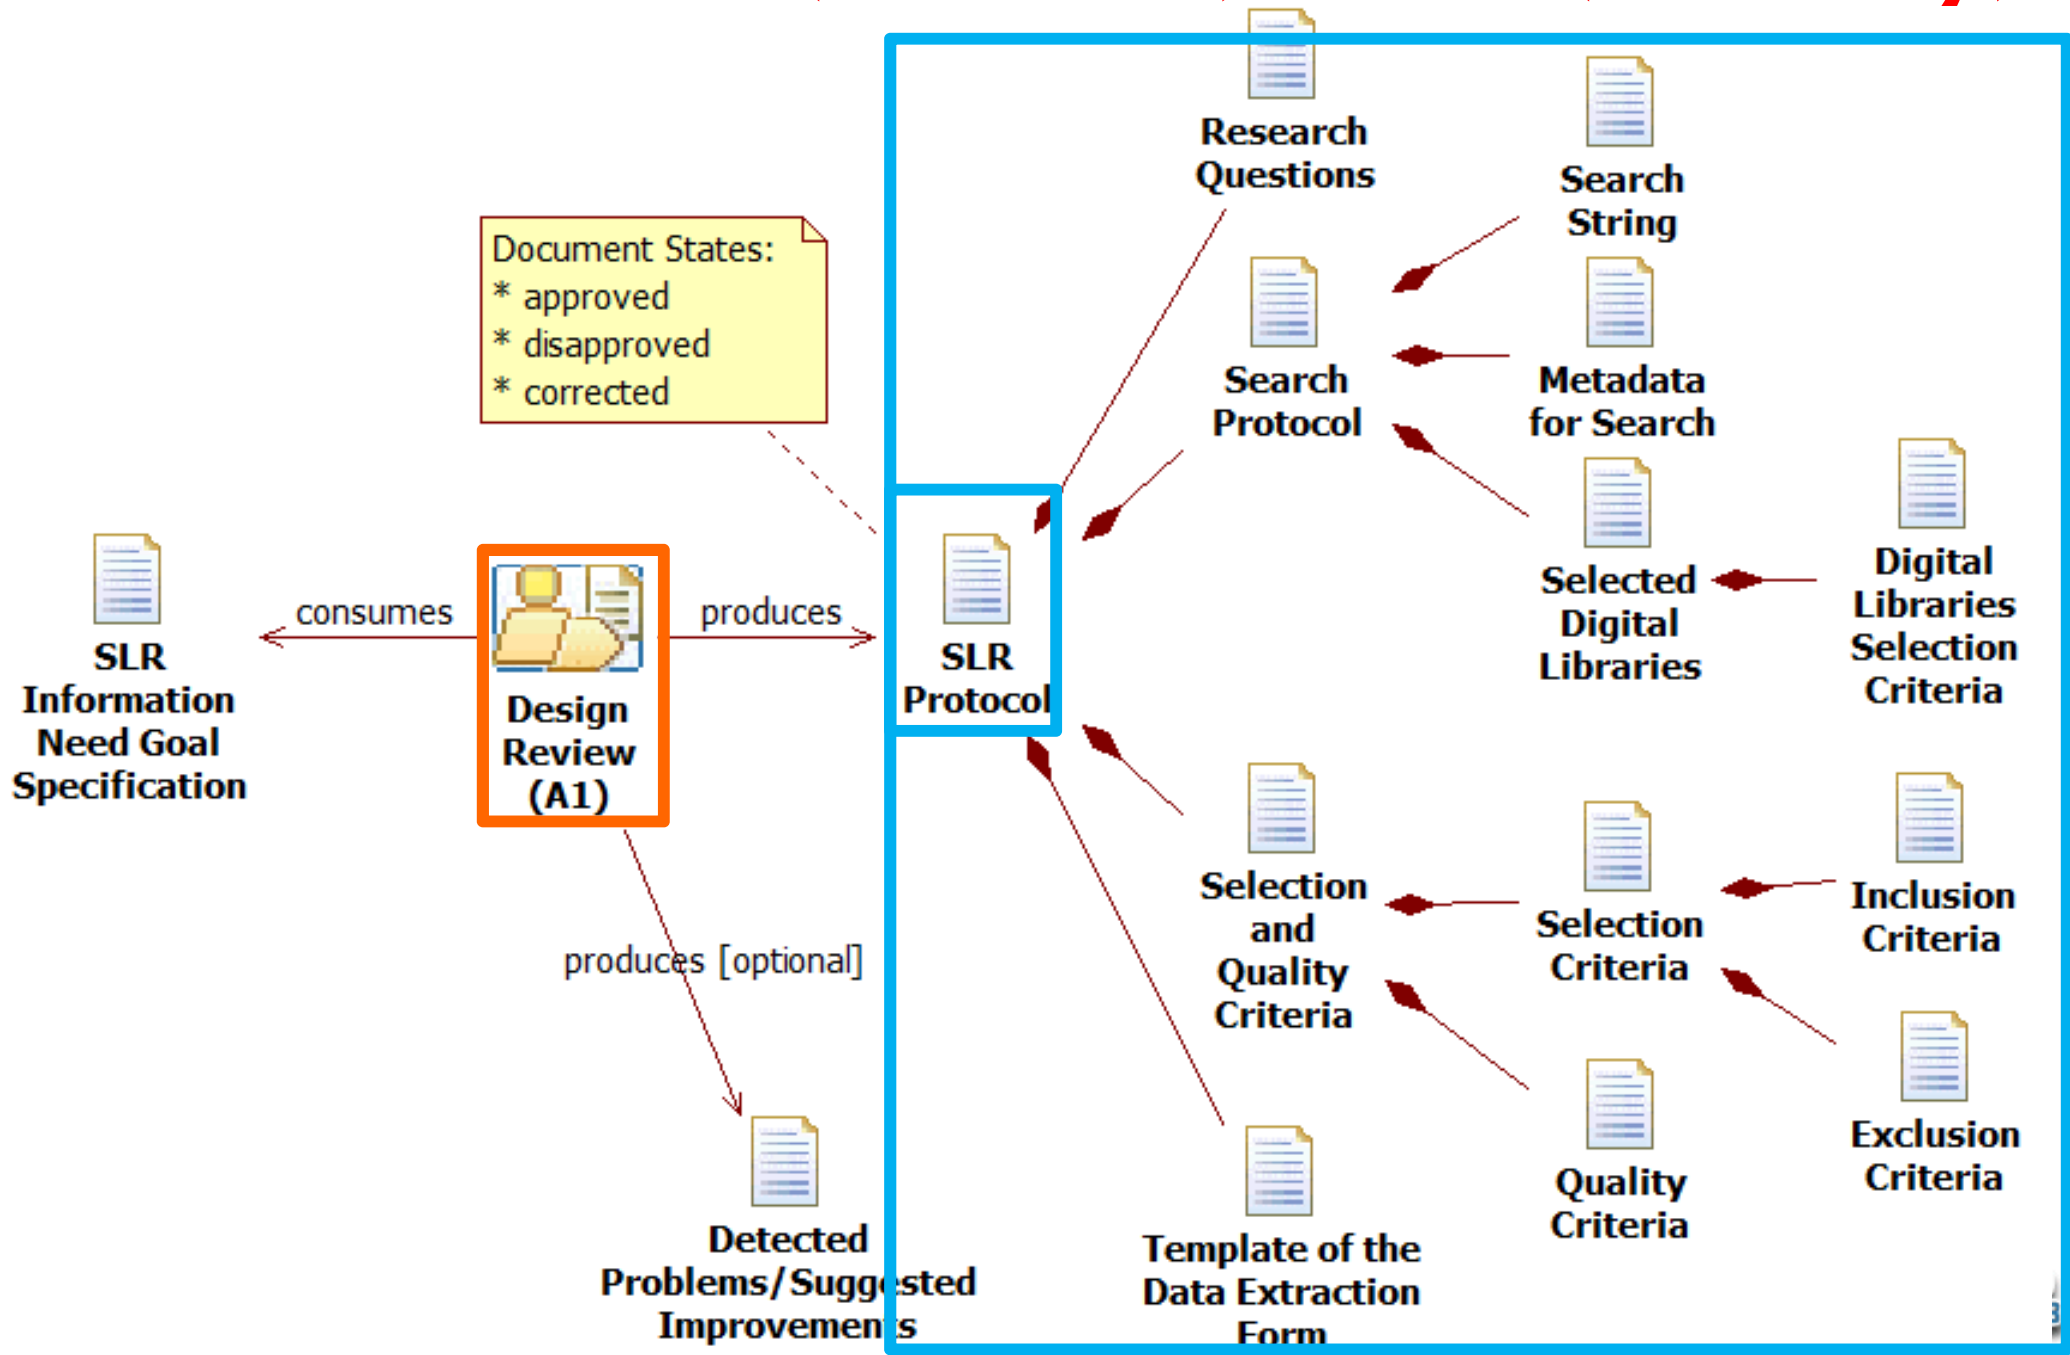 Research
Questions
Search
String
Document States:
* approved
* disapproved
* corrected
Search
Protocol
Metadata
for Search
Selected
Digital
Libraries
Digital
Libraries
Selection
Criteria
consumes
produces
SLR
Information
Need Goal
Specification
Design
Review
(A1)
SLR
Protocol
produces [optional]
Selection
and
Quality
Criteria
Selection
Criteria
Inclusion
Criteria
Exclusion
Criteria
Quality
Criteria
Detected
Problems/Suggested
Improvements
Template of the
Data Extraction
Form